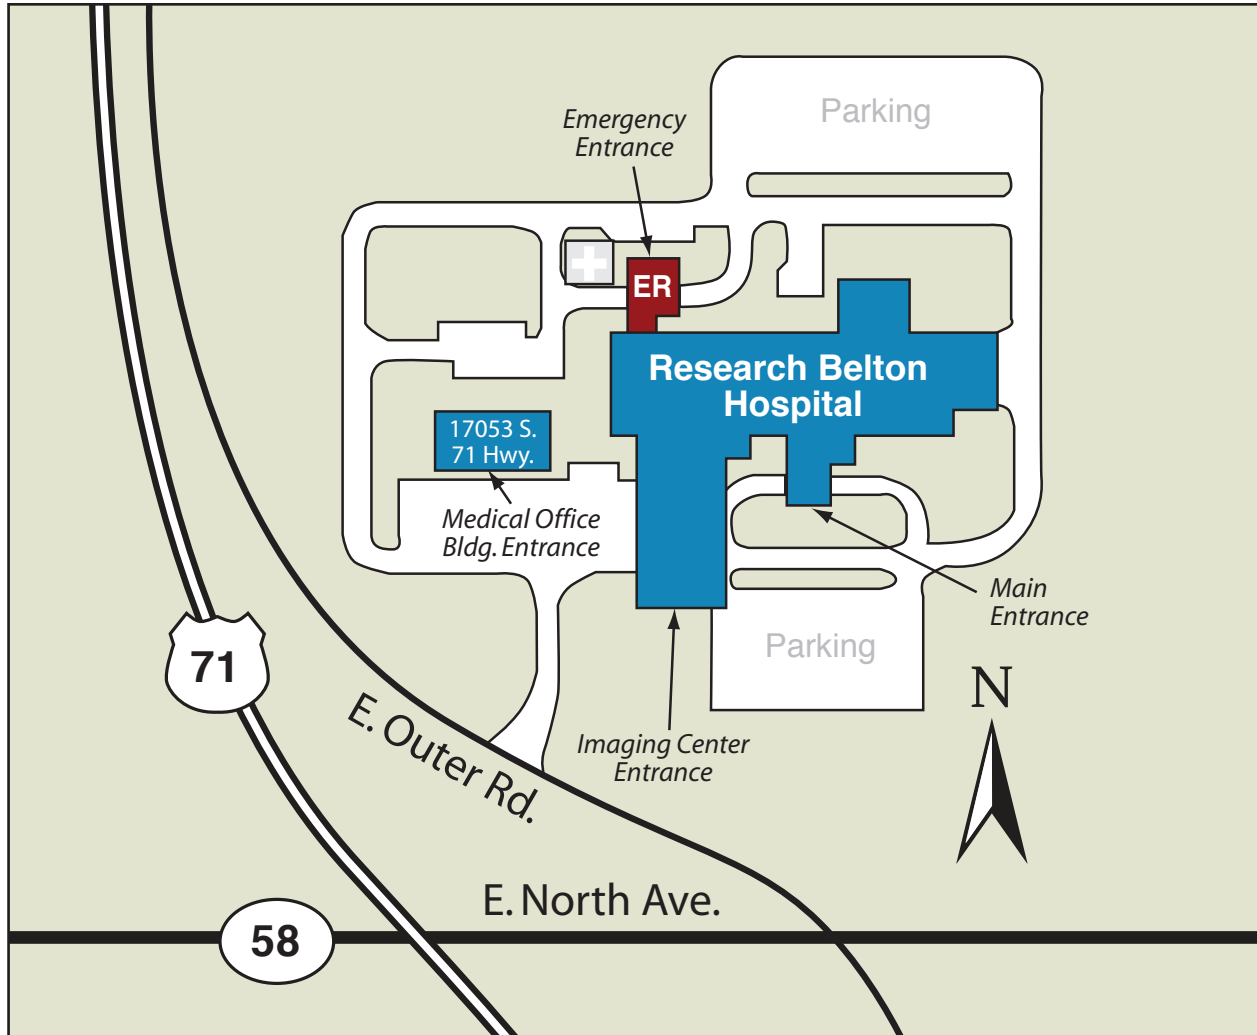 Parking
Emergency
Entrance
ER
Research Belton
Hospital
17053 S.
71 Hwy.
Medical Office
Bldg. Entrance
Main
Entrance
Parking
71
N
E. Outer Rd.
Imaging Center
Entrance
E. North Ave.
58